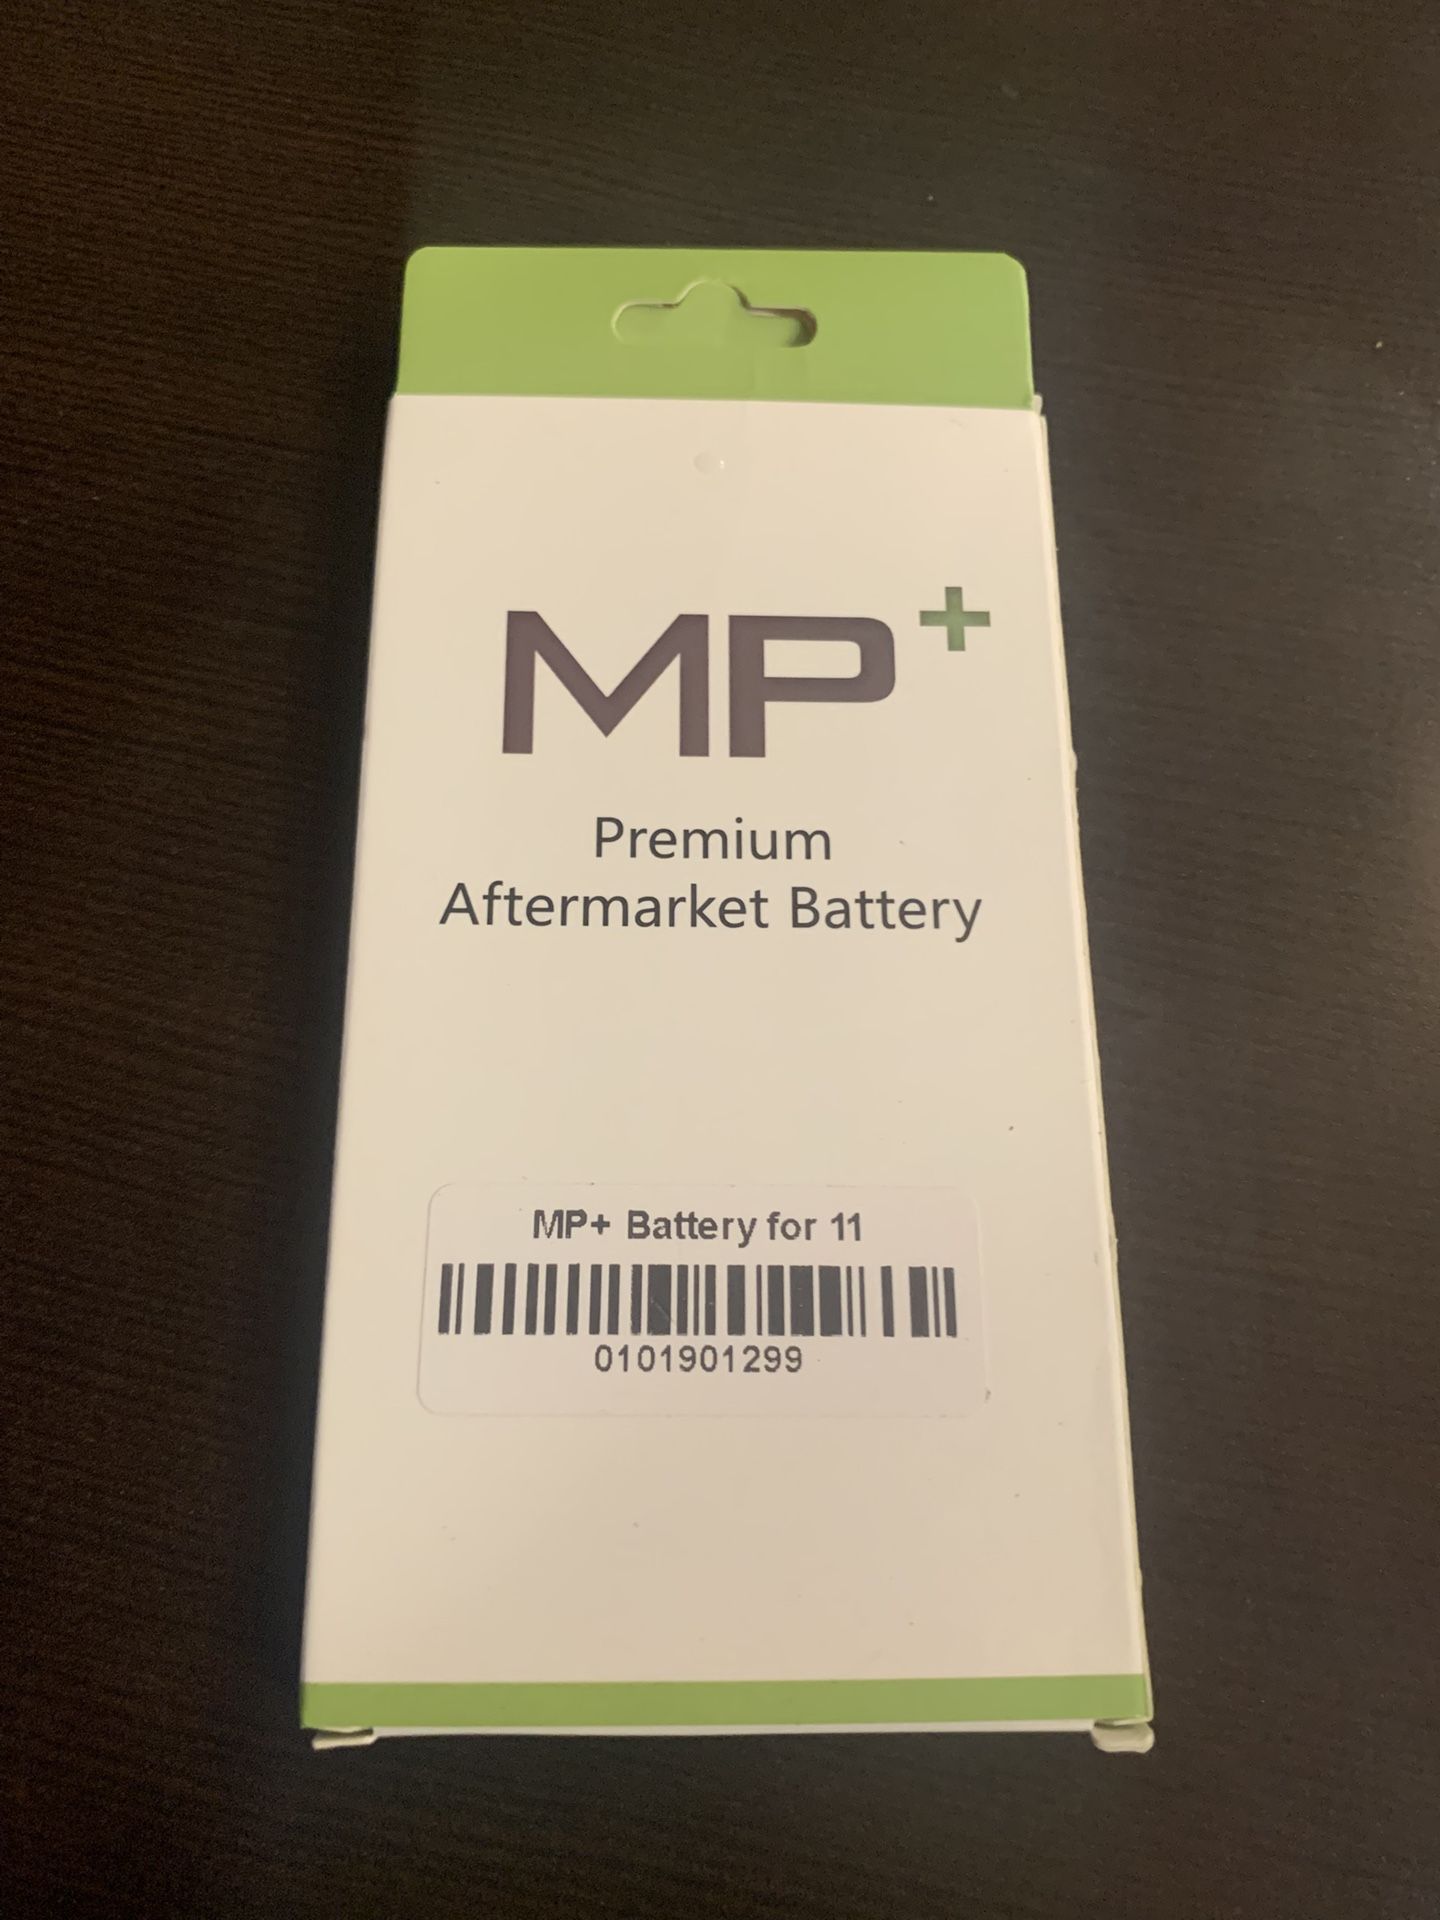 MP+
Premium
Aftermarket Battery
MP+ Battery for 11
0101901299